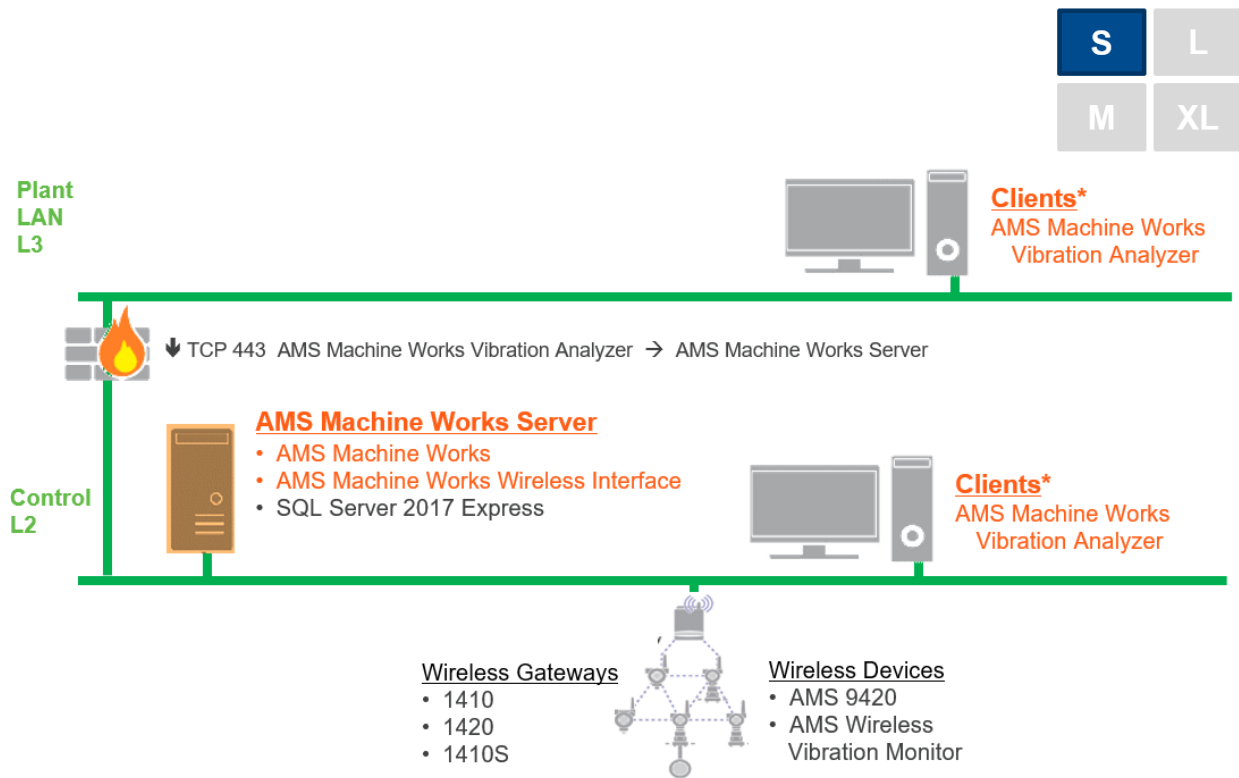 S L
M XL
Plant
LAN
L3
Clients*
AMS Machine Works
Vibration Analyzer
🡇 TCP 443 AMS Machine Works Vibration Analyzer → AMS Machine Works Server
AMS Machine Works Server
• AMS Machine Works
• AMS Machine Works Wireless Interface
• SQL Server 2017 Express
Control
L2
Clients*
AMS Machine Works
Vibration Analyzer
Wireless Gateways
• 1410
• 1420
• 1410S
Wireless Devices
• AMS 9420
• AMS Wireless
Vibration Monitor